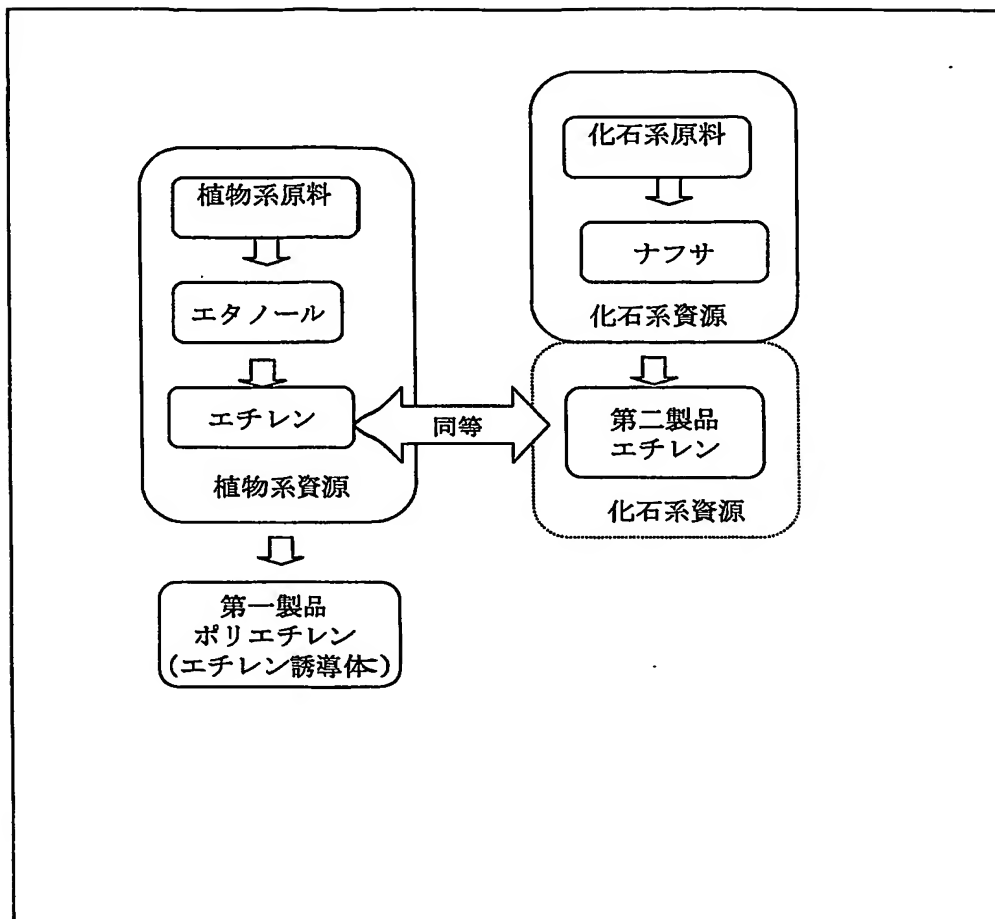 植物系原料
エタノール
エチレン
植物系資源
第一製品
ポリエチレン
(エチレン誘導体)
同等
化石系原料
ナフサ
化石系資源
第二製品
エチレン
化石系資源